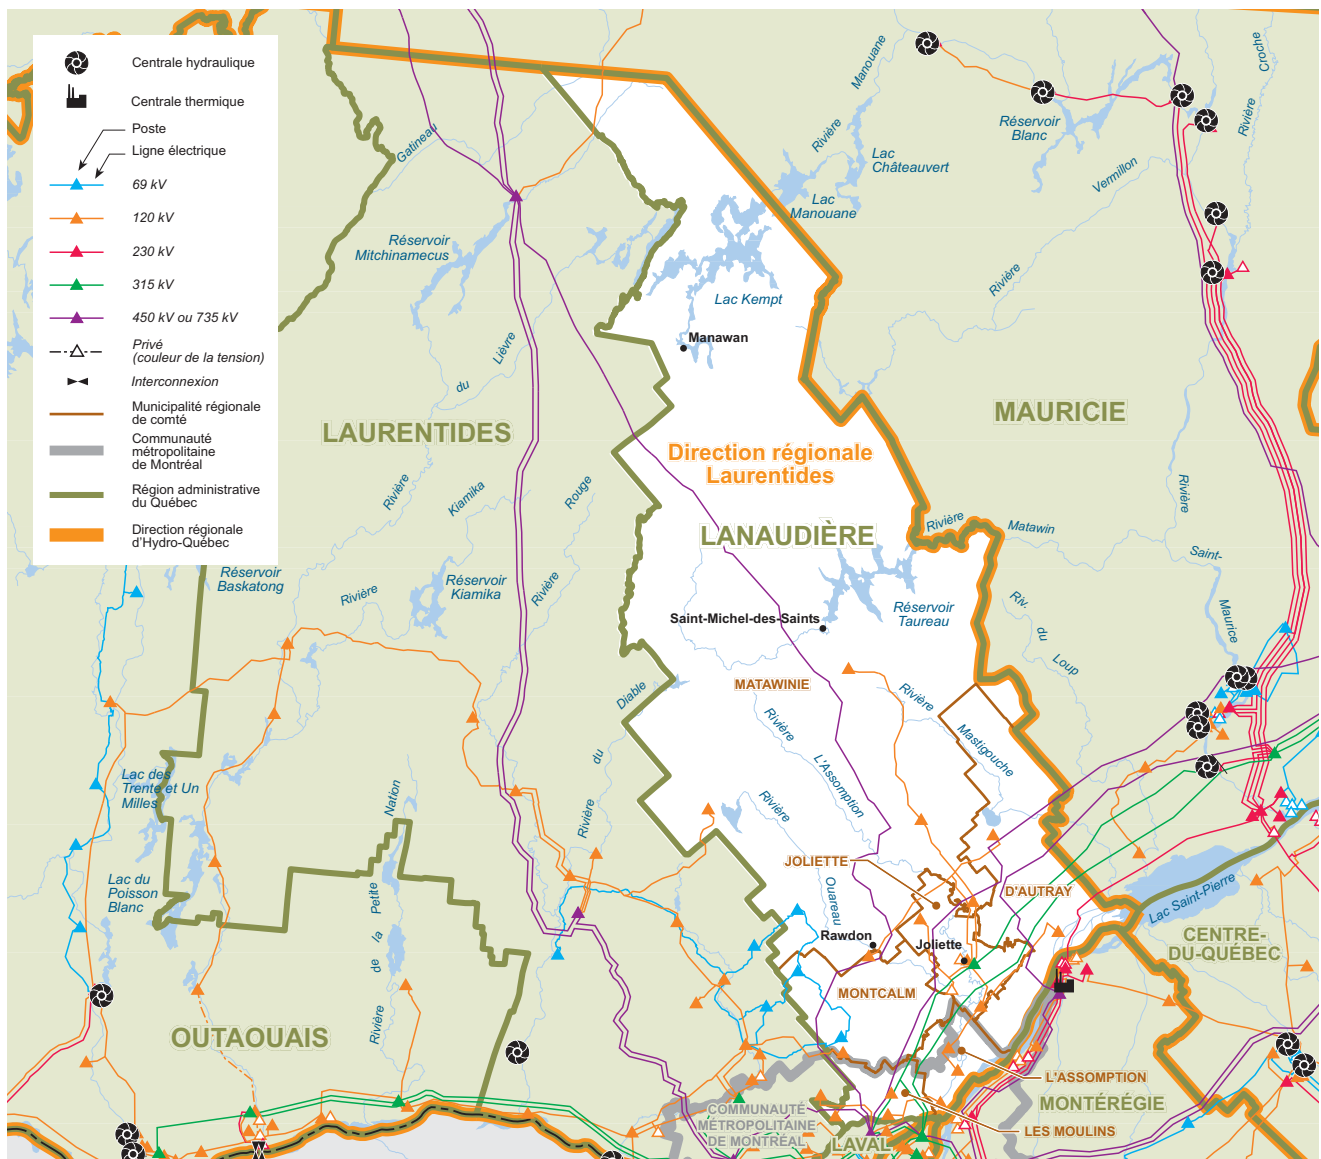 Centrale hydraulique
Centrale thermique
Poste
Ligne électrique
69 kV
120 kV
230 kV
315 kV
450 kV ou 735 kV
Privé
(couleur de la tension)
Interconnexion
Municipalité régionale
de comté
Communauté
métropolitaine
de Montréal
Région administrative
du Québec
Direction régionale
d'Hydro-Québec
Gatineau
Réservoir
Mitchinamecus
Rivière
du
Lièvre
LAURENTIDES
Kiamika
Rouge
Rivière
Réservoir
Baskatong
Rivière
Réservoir
Kiamika
Diable
du
Rivière
Lac des
Trente et Un
Milles
Lac du
Poisson
Blanc
Nation
Petite
la
de
Rivière
OUTAOUAIS
Manouane
Rivière
Lac
Châteauvert
Lac
Manouane
Réservoir
Blanc
Croche
Rivière
Vermillon
Rivière
Lac Kempt
Manawan
MAURICIE
Direction régionale
Laurentides
LANAUDIÈRE
Rivière
Matawin
Rivière
Saint-
Maurice
Réservoir
Taureau
Saint-Michel-des-Saints
Riv.
du
Loup
MATAWINIE
Rivière
Mastigouche
Rivière
L'Assomption
Rivière
Ouareau
JOLIETTE
D'AUTRAY
Rawdon
Joliette
MONTCALM
Lac Saint-Pierre
CENTRE-
DU-QUÉBEC
L'ASSOMPTION
MONTÉRÉGIE
LES MOULINS
COMMUNAUTÉ
MÉTROPOLITAINE
DE MONTRÉAL
LAVAL